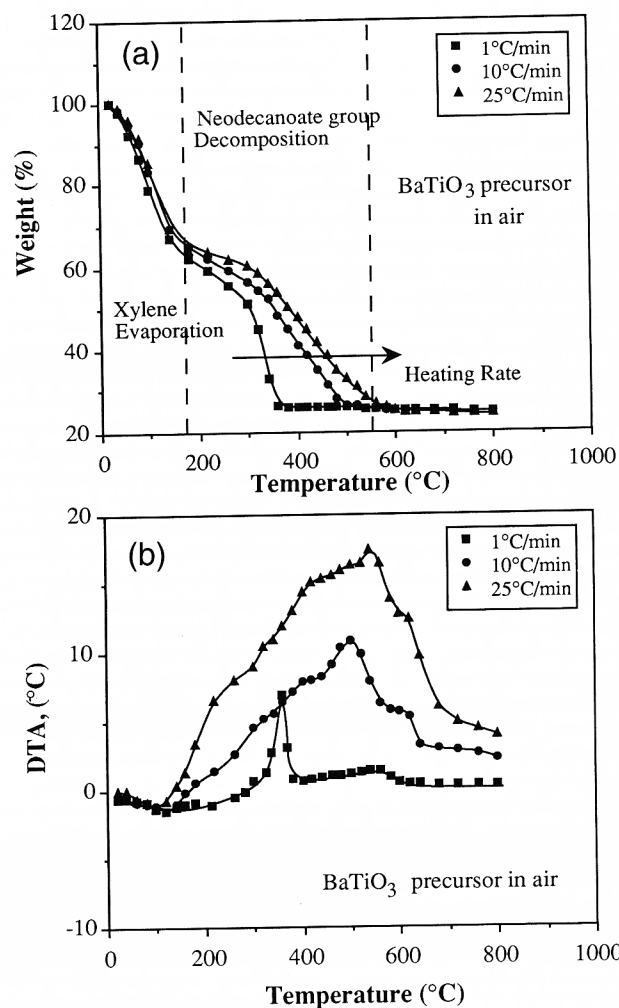 120
(a)
1°C/min
10°C/min
25°C/min
100
Neodecanoate group
Decomposition
80
BaTiO3 precursor
in air
Weight (%)
60
Xylene
Evaporation
40
Heating Rate
20
0
200
400
600
800
1000
Temperature (°C)
20
(b)
1°C/min
10°C/min
25°C/min
10
DTA, (°C)
0
BaTiO3 precursor in air
-10
0
200
400
600
800
1000
Temperature (°C)